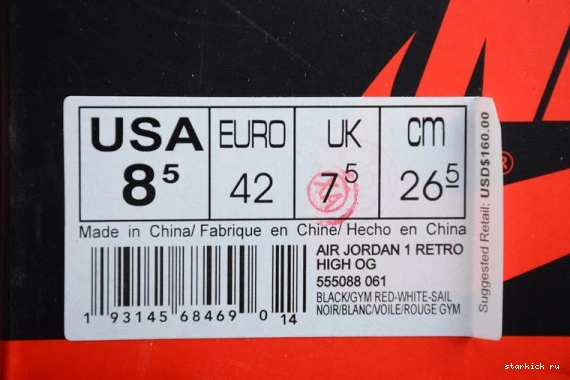 USA EURO UK cm
8⁵ 42 7⁵ 26⁵
Made in China/ Fabrique en Chine/ Hecho en China
AIR JORDAN 1 RETRO
HIGH OG
555088 061
BLACK/GYM RED-WHITE-SAIL
NOIR/BLANC/VOILE/ROUGE GYM
1 93145 68469 0 14
Suggested Retail: USD$160.00
®
starkick ru